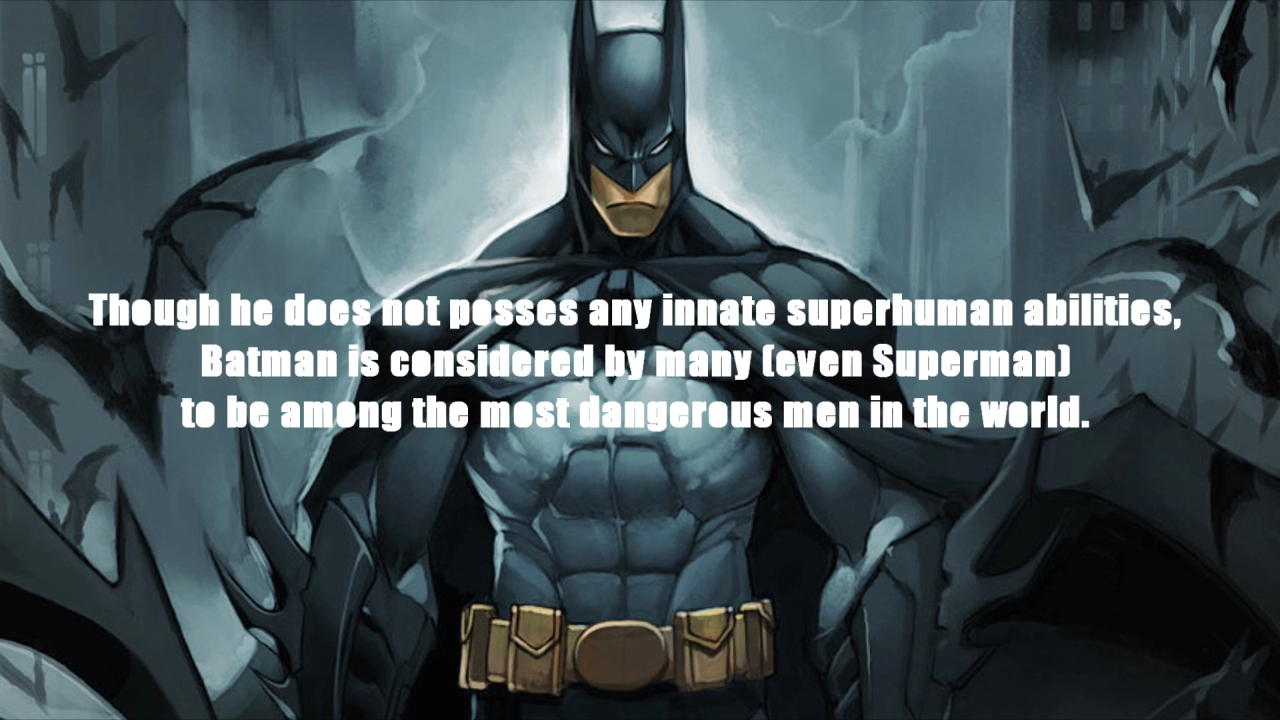 Though he does not posses any innate superhuman abilities,
Batman is considered by many (even Superman)
to be among the most dangerous men in the world.